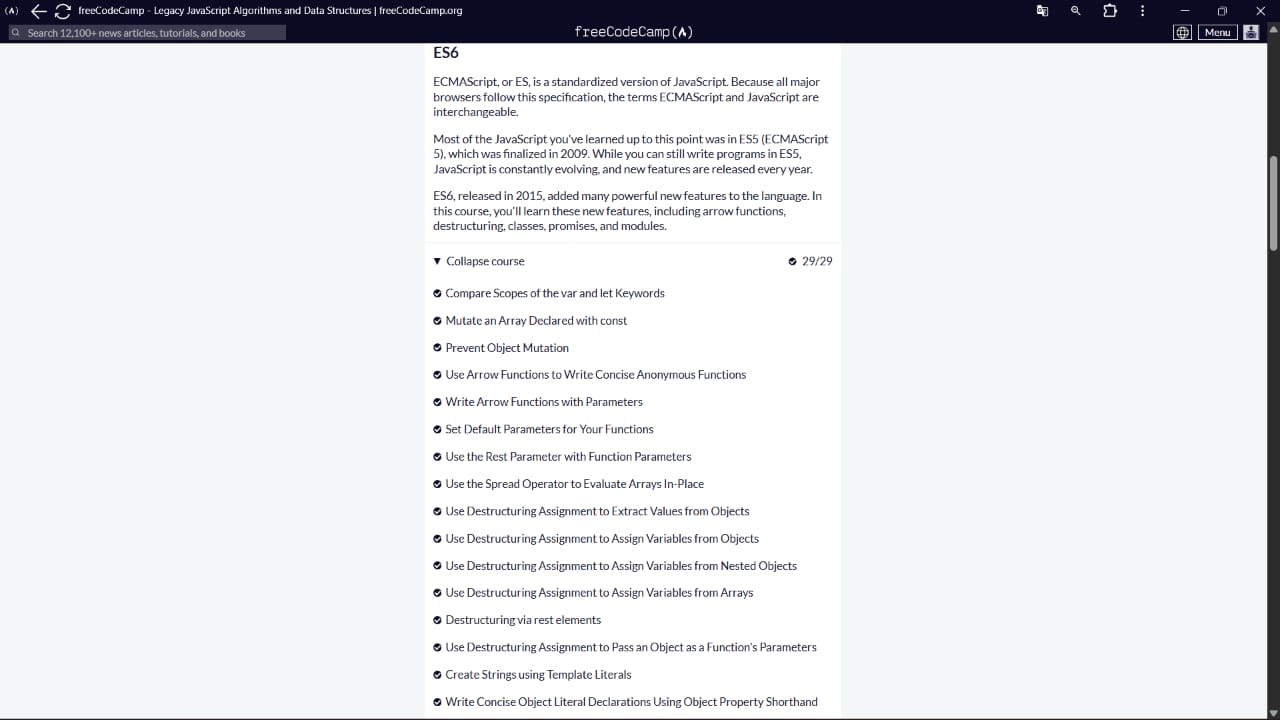 freeCodeCamp - Legacy JavaScript Algorithms and Data Structures | freeCodeCamp.org
Search 12,100+ news articles, tutorials, and books
freeCodeCamp(🔥)
Menu
ES6
ECMAScript, or ES, is a standardized version of JavaScript. Because all major
browsers follow this specification, the terms ECMAScript and JavaScript are
interchangeable.
Most of the JavaScript you've learned up to this point was in ES5 (ECMAScript
5), which was finalized in 2009. While you can still write programs in ES5,
JavaScript is constantly evolving, and new features are released every year.
ES6, released in 2015, added many powerful new features to the language. In
this course, you'll learn these new features, including arrow functions,
destructuring, classes, promises, and modules.
Collapse course
29/29
Compare Scopes of the var and let Keywords
Mutate an Array Declared with const
Prevent Object Mutation
Use Arrow Functions to Write Concise Anonymous Functions
Write Arrow Functions with Parameters
Set Default Parameters for Your Functions
Use the Rest Parameter with Function Parameters
Use the Spread Operator to Evaluate Arrays In-Place
Use Destructuring Assignment to Extract Values from Objects
Use Destructuring Assignment to Assign Variables from Objects
Use Destructuring Assignment to Assign Variables from Nested Objects
Use Destructuring Assignment to Assign Variables from Arrays
Destructuring via rest elements
Use Destructuring Assignment to Pass an Object as a Function's Parameters
Create Strings using Template Literals
Write Concise Object Literal Declarations Using Object Property Shorthand